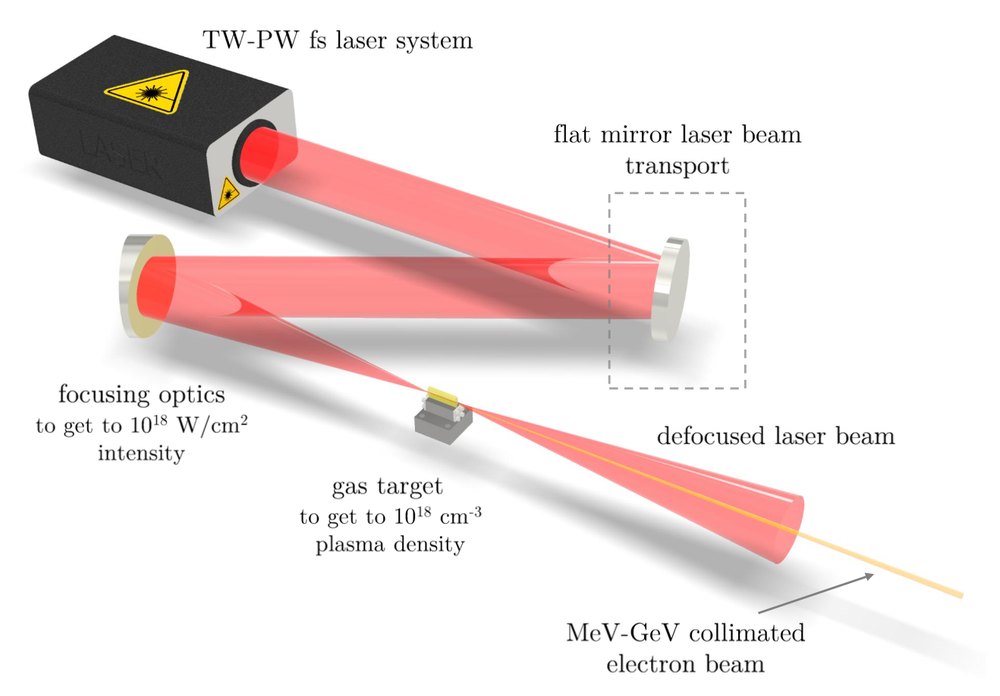 TW-PW fs laser system
LASER
flat mirror laser beam
transport
focusing optics
to get to 10¹⁸ W/cm²
intensity
defocused laser beam
gas target
to get to 10¹⁸ cm⁻³
plasma density
MeV-GeV collimated
electron beam